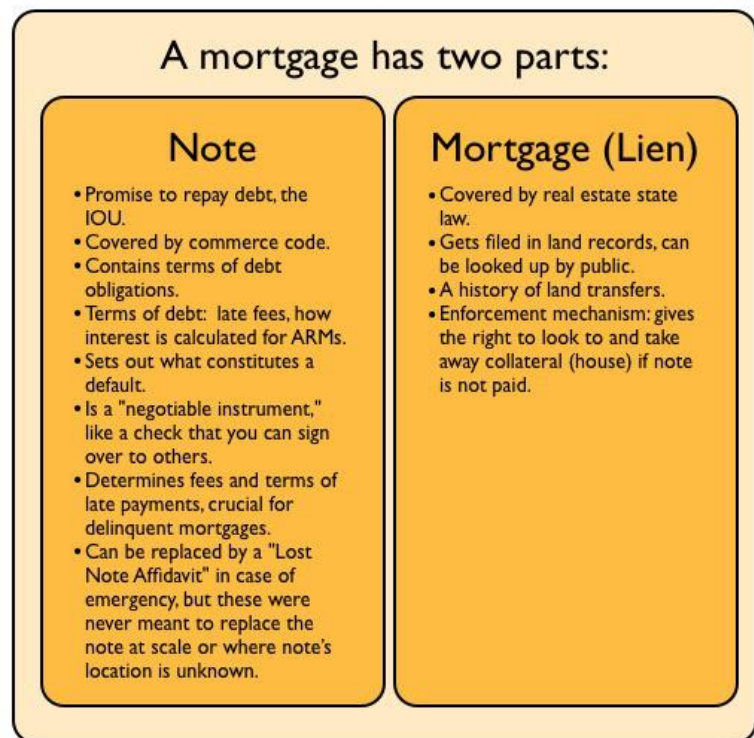 A mortgage has two parts:
Note
• Promise to repay debt, the
IOU.
• Covered by commerce code.
• Contains terms of debt
obligations.
• Terms of debt: late fees, how
interest is calculated for ARMs.
• Sets out what constitutes a
default.
• Is a "negotiable instrument,"
like a check that you can sign
over to others.
• Determines fees and terms of
late payments, crucial for
delinquent mortgages.
• Can be replaced by a "Lost
Note Affidavit" in case of
emergency, but these were
never meant to replace the
note at scale or where note's
location is unknown.
Mortgage (Lien)
• Covered by real estate state
law.
• Gets filed in land records, can
be looked up by public.
• A history of land transfers.
• Enforcement mechanism: gives
the right to look to and take
away collateral (house) if note
is not paid.